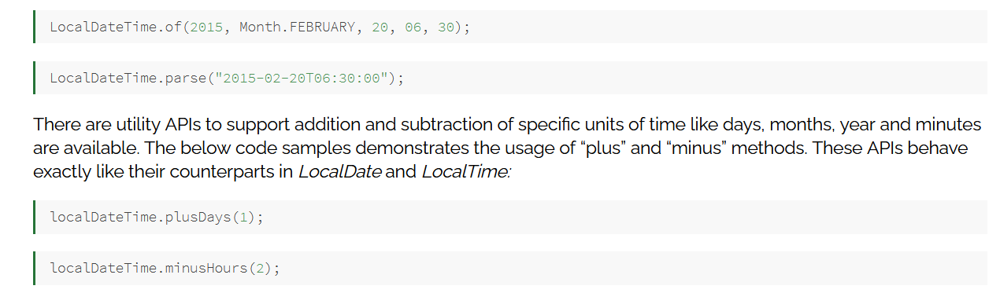 LocalDateTime.of(2015, Month.FEBRUARY, 20, 06, 30);
LocalDateTime.parse("2015-02-20T06:30:00");
There are utility APIs to support addition and subtraction of specific units of time like days, months, year and minutes
are available. The below code samples demonstrates the usage of “plus” and “minus” methods. These APIs behave
exactly like their counterparts in LocalDate and LocalTime:
localDateTime.plusDays(1);
localDateTime.minusHours(2);